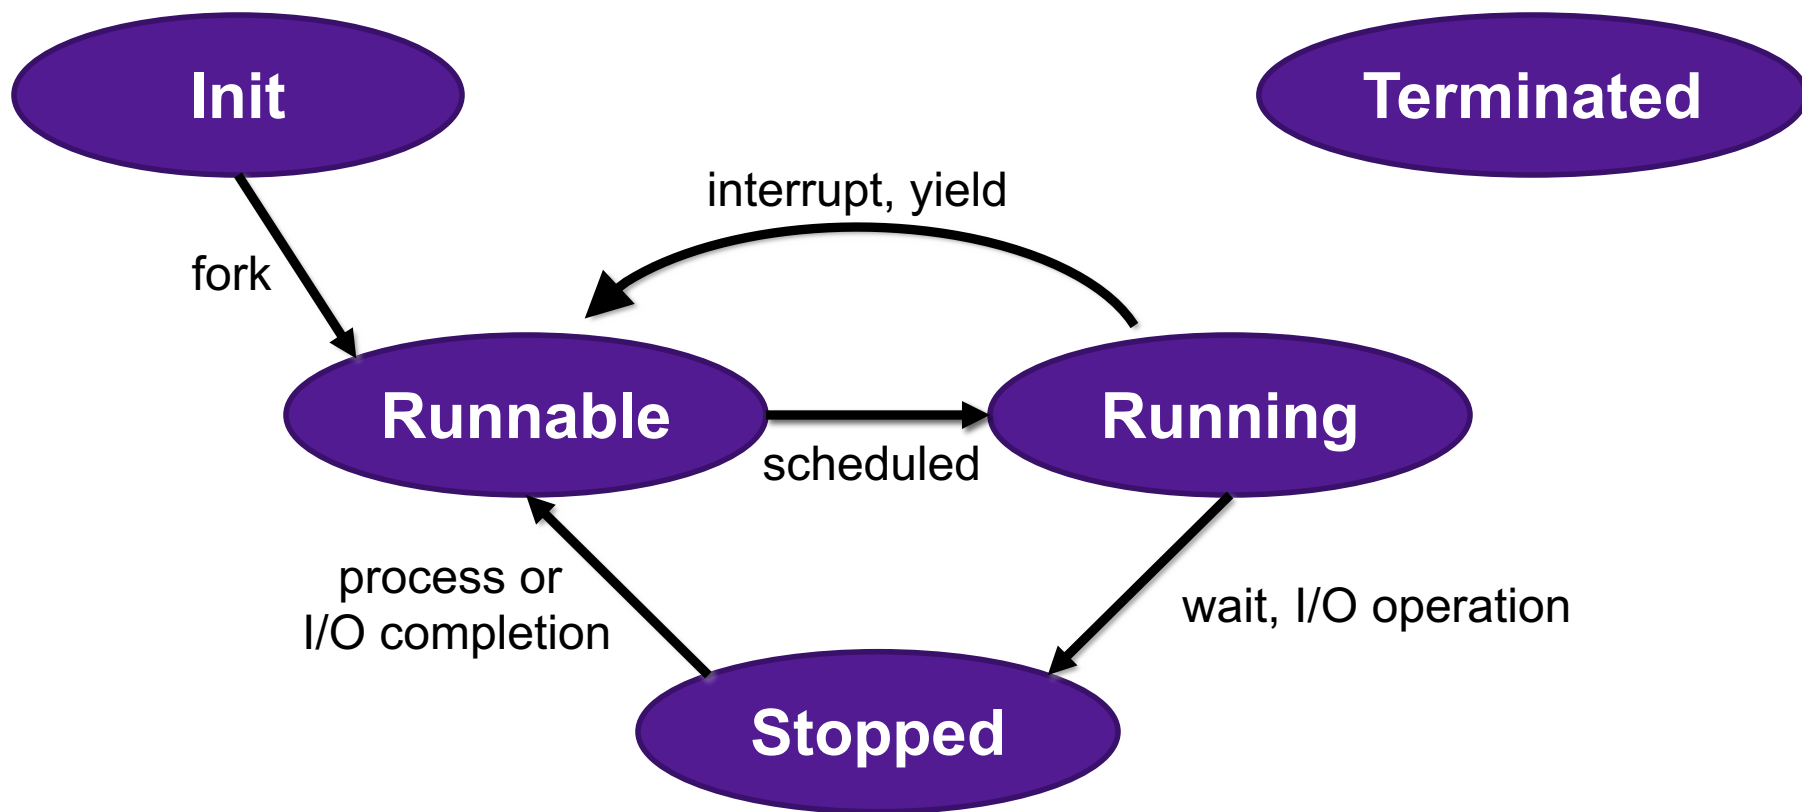 Init
Terminated
interrupt, yield
fork
Runnable
Running
scheduled
process or
I/O completion
wait, I/O operation
Stopped